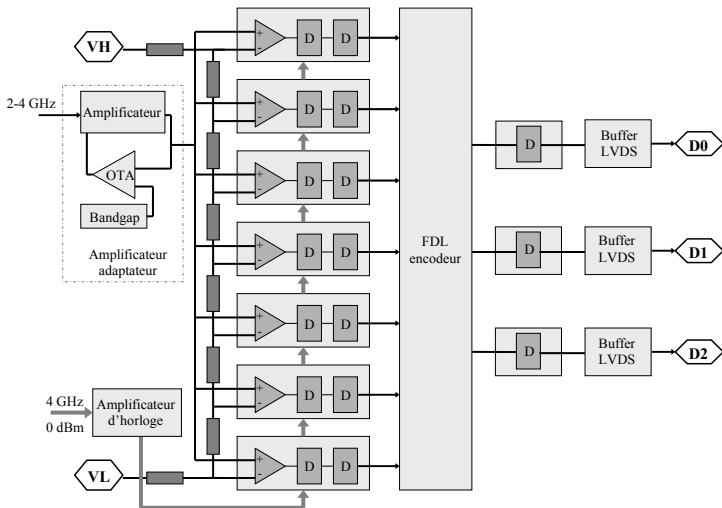 VH
2-4 GHz
Amplificateur
OTA
Bandgap
Amplificateur
adaptateur
4 GHz
0 dBm
Amplificateur
d'horloge
VL
+
-
D
D
+
-
D
D
+
-
D
D
+
-
D
D
+
-
D
D
+
-
D
D
+
-
D
D
FDL
encodeur
D
Buffer
LVDS
D0
D
Buffer
LVDS
D1
D
Buffer
LVDS
D2